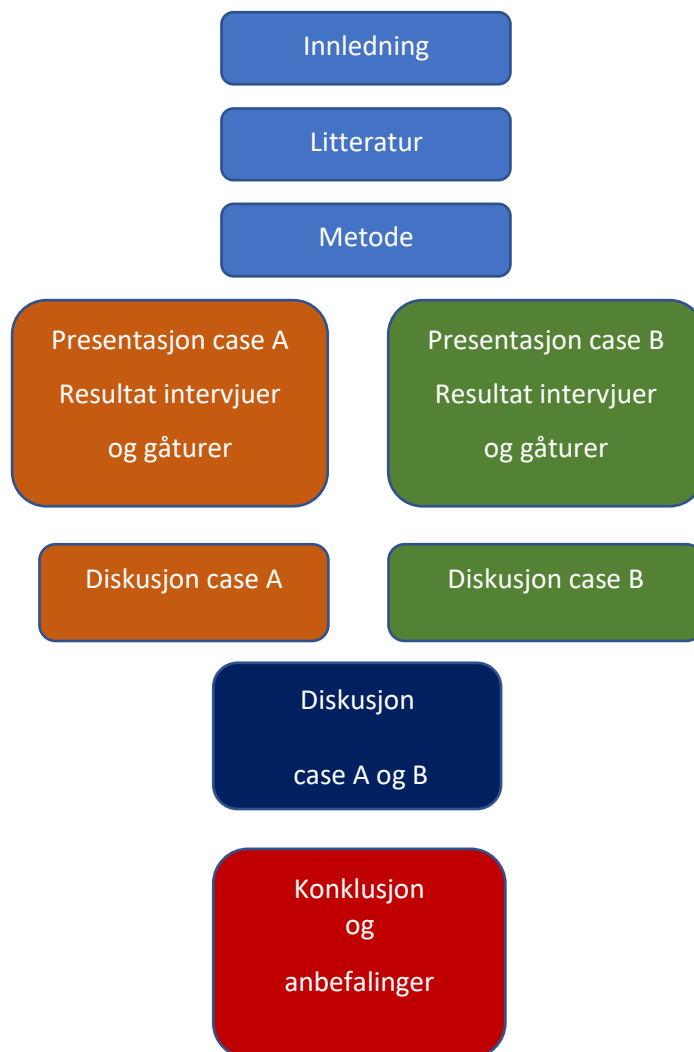 Innledning
Litteratur
Metode
Presentasjon case A
Resultat intervjuer
og gåturer
Presentasjon case B
Resultat intervjuer
og gåturer
Diskusjon case A
Diskusjon case B
Diskusjon
case A og B
Konklusjon
og
anbefalinger